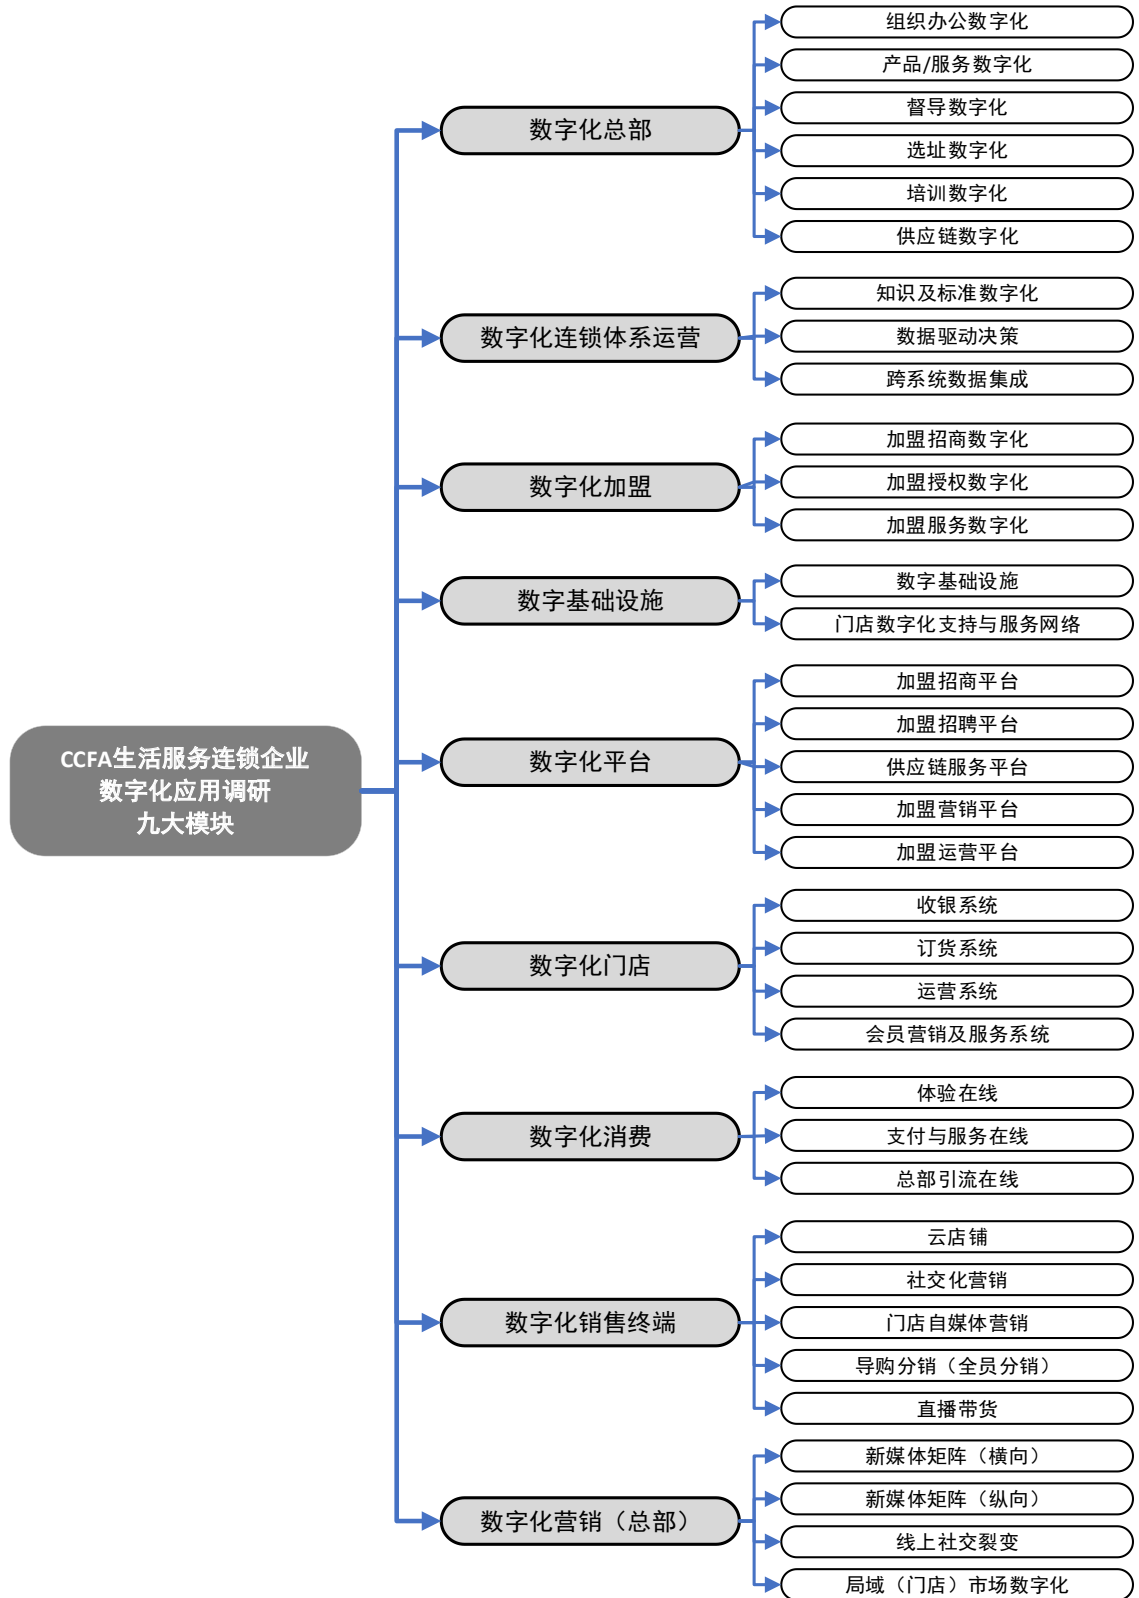 CCFA生活服务连锁企业
数字化应用调研
九大模块
数字化总部
组织办公数字化
产品/服务数字化
督导数字化
选址数字化
培训数字化
供应链数字化
数字化连锁体系运营
知识及标准数字化
数据驱动决策
跨系统数据集成
数字化加盟
加盟招商数字化
加盟授权数字化
加盟服务数字化
数字基础设施
数字基础设施
门店数字化支持与服务网络
数字化平台
加盟招商平台
加盟招聘平台
供应链服务平台
加盟营销平台
加盟运营平台
数字化门店
收银系统
订货系统
运营系统
会员营销及服务系统
数字化消费
体验在线
支付与服务在线
总部引流在线
数字化销售终端
云店铺
社交化营销
门店自媒体营销
导购分销（全员分销）
直播带货
数字化营销（总部）
新媒体矩阵（横向）
新媒体矩阵（纵向）
线上社交裂变
局域（门店）市场数字化